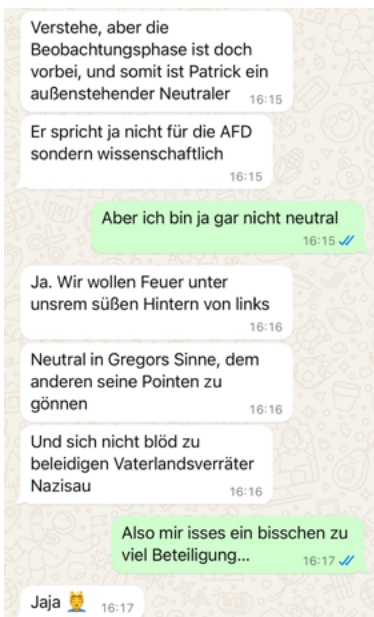 Verstehe, aber die
Beobachtungsphase ist doch
vorbei, und somit ist Patrick ein
außenstehender Neutraler 16:15
Er spricht ja nicht für die AFD
sondern wissenschaftlich
16:15
Aber ich bin ja gar nicht neutral
16:15
Ja. Wir wollen Feuer unter
unsrem süßen Hintern von links
16:16
Neutral in Gregors Sinne, dem
anderen seine Pointen zu
gönnen 16:16
Und sich nicht blöd zu
beleidigen Vaterlandsverräter
Nazisau 16:16
Also mir isses ein bisschen zu
viel Beteiligung... 16:17
Jaja 💆 16:17